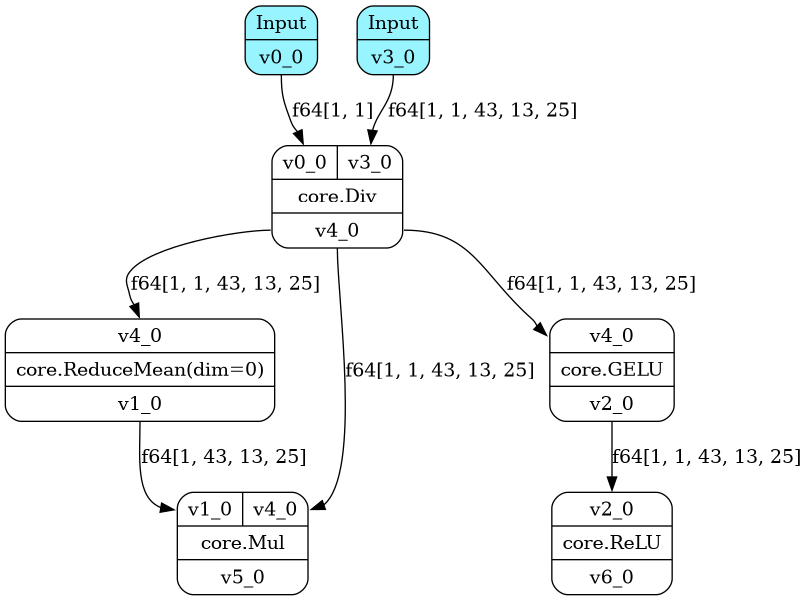 Input
v0_0
Input
v3_0
f64[1, 1]
f64[1, 1, 43, 13, 25]
v0_0
v3_0
core.Div
v4_0
f64[1, 1, 43, 13, 25]
f64[1, 1, 43, 13, 25]
f64[1, 1, 43, 13, 25]
v4_0
core.ReduceMean(dim=0)
v1_0
v4_0
core.GELU
v2_0
f64[1, 43, 13, 25]
f64[1, 1, 43, 13, 25]
v1_0
v4_0
core.Mul
v5_0
v2_0
core.ReLU
v6_0